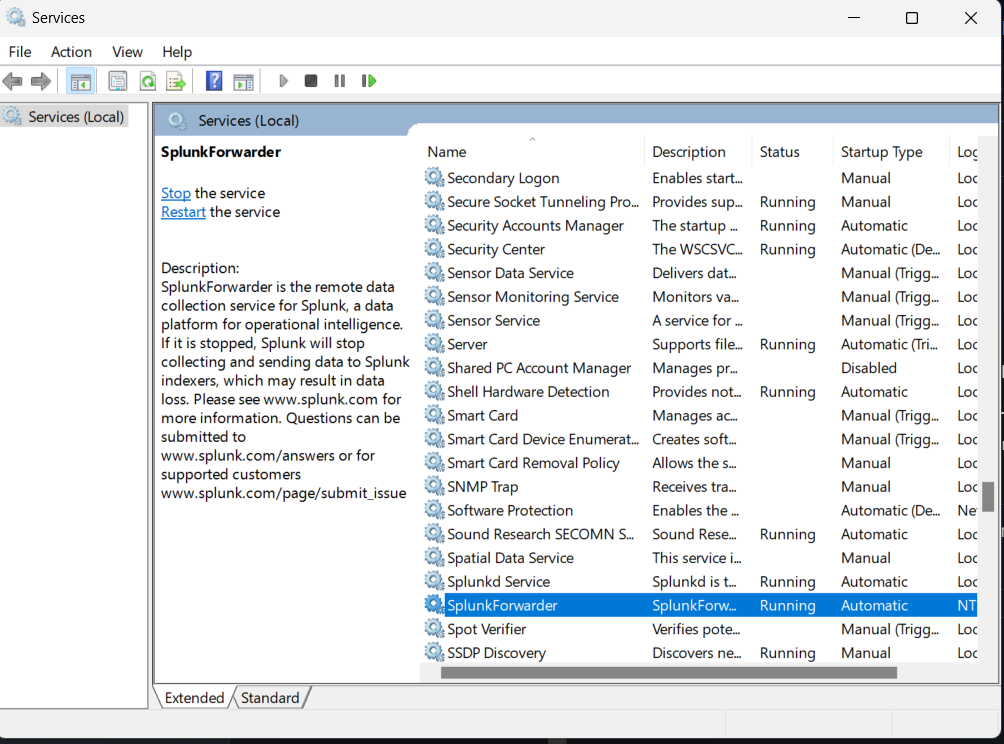 Services
File Action View Help
Services (Local)
Services (Local)
SplunkForwarder
Stop the service
Restart the service
Description:
SplunkForwarder is the remote data
collection service for Splunk, a data
platform for operational intelligence.
If it is stopped, Splunk will stop
collecting and sending data to Splunk
indexers, which may result in data
loss. Please see www.splunk.com for
more information. Questions can be
submitted to
www.splunk.com/answers or for
supported customers
www.splunk.com/page/submit_issue
Name Description Status Startup Type Log
Secondary Logon Enables start... Manual Loc
Secure Socket Tunneling Pro... Provides sup... Running Manual Loc
Security Accounts Manager The startup ... Running Automatic Loc
Security Center The WSCSVC... Running Automatic (De... Loc
Sensor Data Service Delivers dat... Manual (Trigg... Loc
Sensor Monitoring Service Monitors va... Manual (Trigg... Loc
Sensor Service A service for ... Manual (Trigg... Loc
Server Supports file... Running Automatic (Tri... Loc
Shared PC Account Manager Manages pr... Disabled Loc
Shell Hardware Detection Provides not... Running Automatic Loc
Smart Card Manages ac... Manual (Trigg... Loc
Smart Card Device Enumerat... Creates soft... Manual (Trigg... Loc
Smart Card Removal Policy Allows the s... Manual Loc
SNMP Trap Receives tra... Manual Loc
Software Protection Enables the ... Automatic (De... Ne
Sound Research SECOMN S... Sound Rese... Running Automatic Loc
Spatial Data Service This service i... Manual Loc
Splunkd Service Splunkd is t... Running Automatic Loc
SplunkForwarder SplunkForw... Running Automatic NT
Spot Verifier Verifies pote... Manual (Trigg... Loc
SSDP Discovery Discovers ne... Running Manual Loc
Extended Standard